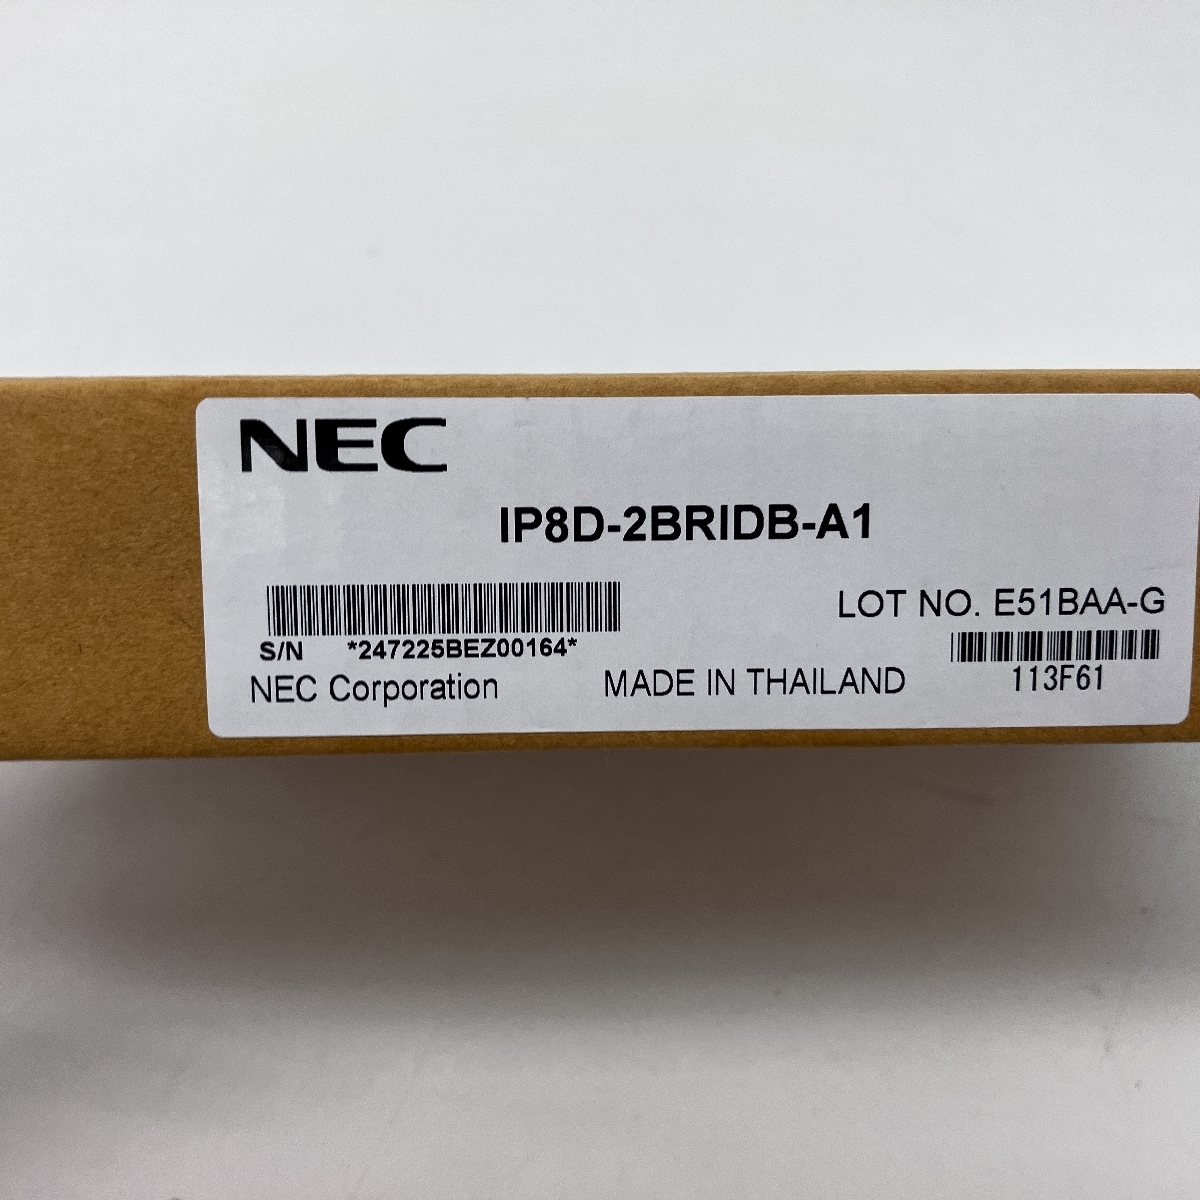 NEC
IP8D-2BRIDB-A1
LOT NO. E51BAA-G
S/N *247225BEZ00164*
NEC Corporation MADE IN THAILAND 113F61